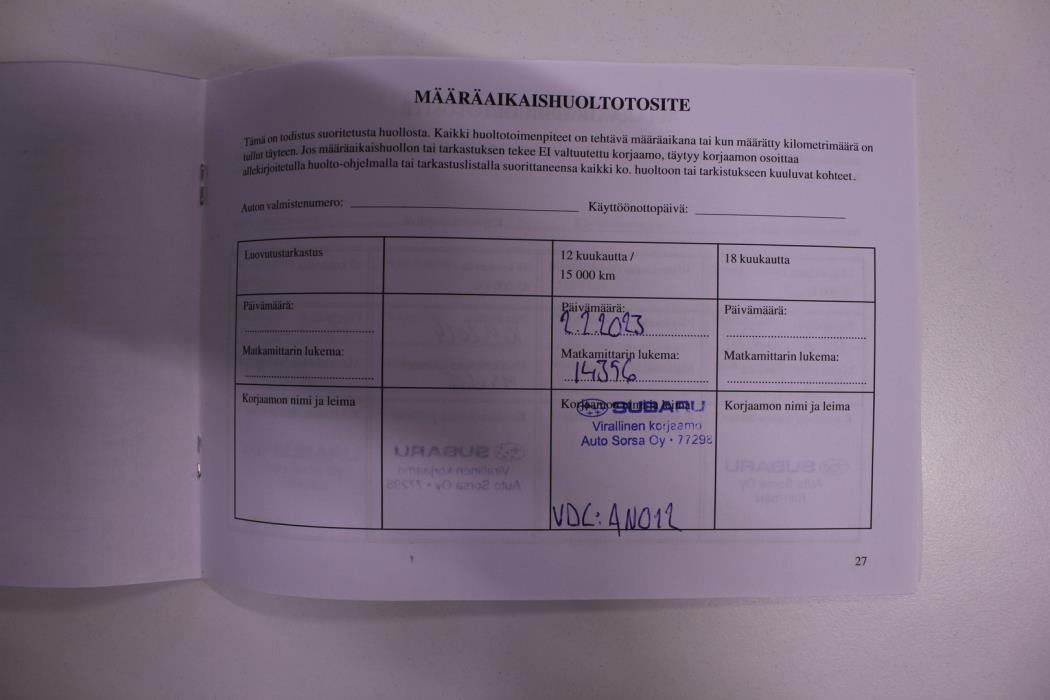 MÄÄRÄAIKAISHUOLTOTOSITE
Tämä on todistus suoritetusta huollosta. Kaikki huoltotoimenpiteet on tehtävä määräaikana tai kun määrätty kilometrimäärä on
tullut täyteen. Jos määräaikaishuollon tai tarkastuksen tekee EI valtuutettu korjaamo, täytyy korjaamon osoittaa
allekirjoitetulla huolto-ohjelmalla tai tarkastuslistalla suorittaneensa kaikki ko. huoltoon tai tarkistukseen kuuluvat kohteet.
Auton valmistenumero: Käyttöönottopäivä:
Luovutustarkastus
12 kuukautta /
15 000 km
18 kuukautta
Päivämäärä:
Matkamittarin lukema:
Päivämäärä:
2.2.2023
Matkamittarin lukema:
14396
Päivämäärä:
Matkamittarin lukema:
Korjaamon nimi ja leima
Korjaamon nimi ja leima
SUBARU
Virallinen korjaamo
Auto Sorsa Oy • 77298
VDC: AN012
Korjaamon nimi ja leima
27